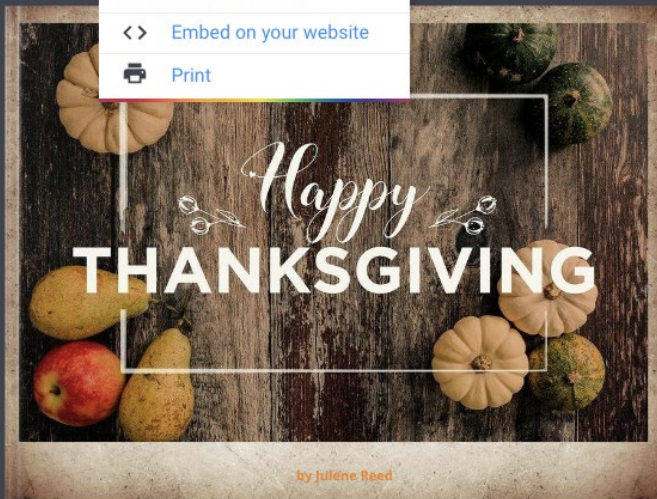 Embed on your website
Print
Happy
THANKSGIVING
by Julene Reed